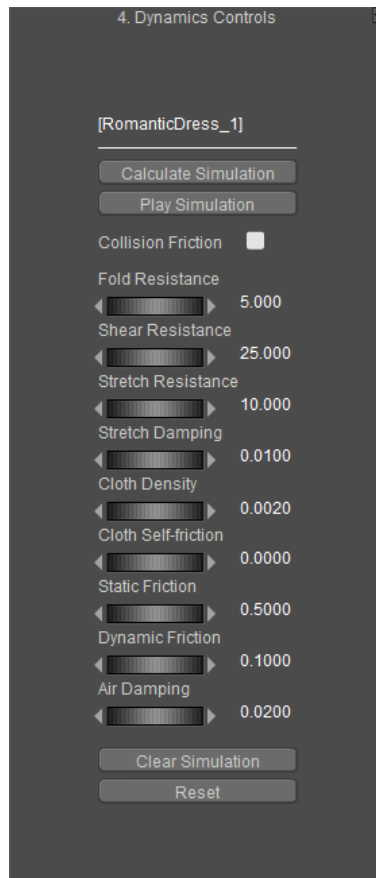 4. Dynamics Controls
[RomanticDress_1]
Calculate Simulation
Play Simulation
Collision Friction
Fold Resistance
5.000
Shear Resistance
25.000
Stretch Resistance
10.000
Stretch Damping
0.0100
Cloth Density
0.0020
Cloth Self-friction
0.0000
Static Friction
0.5000
Dynamic Friction
0.1000
Air Damping
0.0200
Clear Simulation
Reset